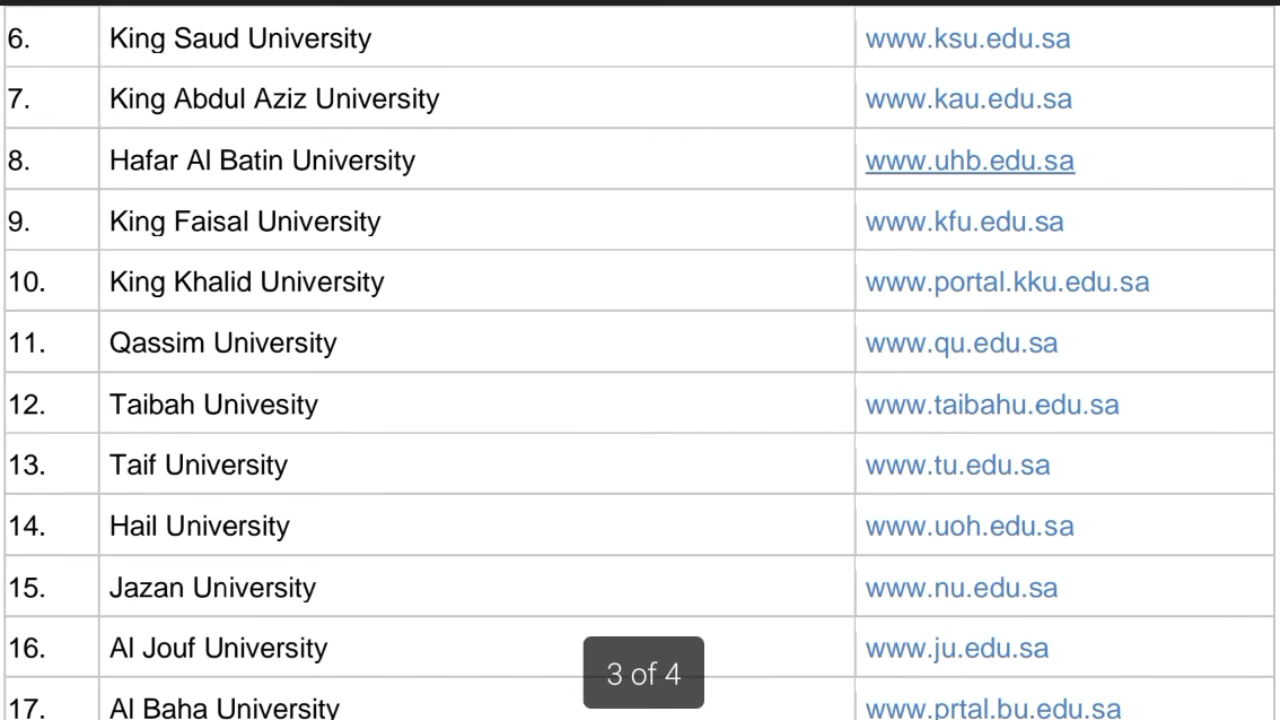 6. King Saud University www.ksu.edu.sa
7. King Abdul Aziz University www.kau.edu.sa
8. Hafar Al Batin University www.uhb.edu.sa
9. King Faisal University www.kfu.edu.sa
10. King Khalid University www.portal.kku.edu.sa
11. Qassim University www.qu.edu.sa
12. Taibah Univesity www.taibahu.edu.sa
13. Taif University www.tu.edu.sa
14. Hail University www.uoh.edu.sa
15. Jazan University www.nu.edu.sa
16. Al Jouf University www.ju.edu.sa
3 of 4
17. Al Baha University www.prtal.bu.edu.sa